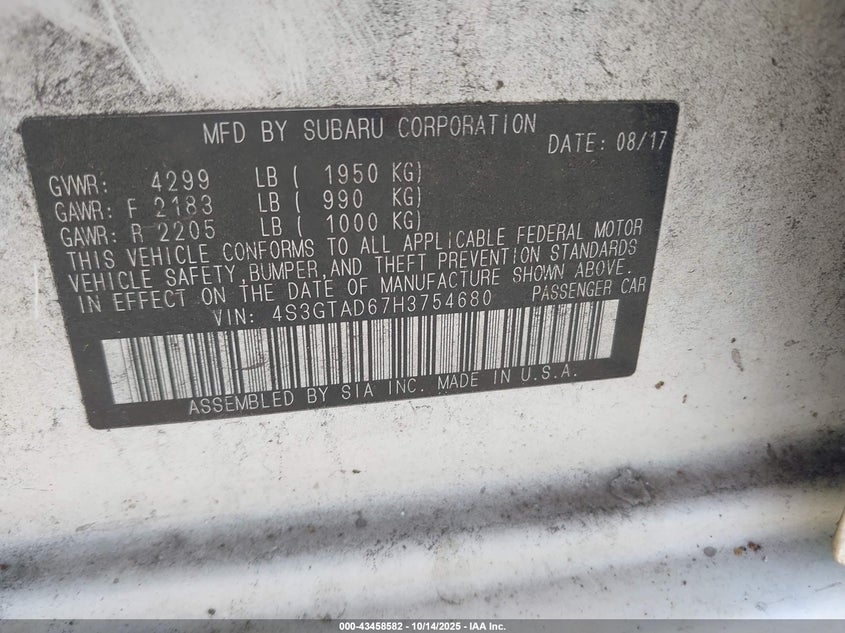 MFD BY SUBARU CORPORATION
DATE: 08/17
GVWR: 4299 LB ( 1950 KG)
GAWR: F 2183 LB ( 990 KG)
GAWR: R 2205 LB ( 1000 KG)
THIS VEHICLE CONFORMS TO ALL APPLICABLE FEDERAL MOTOR
VEHICLE SAFETY,BUMPER,AND THEFT PREVENTION STANDARDS
IN EFFECT ON THE DATE OF MANUFACTURE SHOWN ABOVE.
VIN: 4S3GTAD67H3754680 PASSENGER CAR
ASSEMBLED BY SIA INC. MADE IN U.S.A.
000-43458582 - 10/14/2025 - IAA Inc.